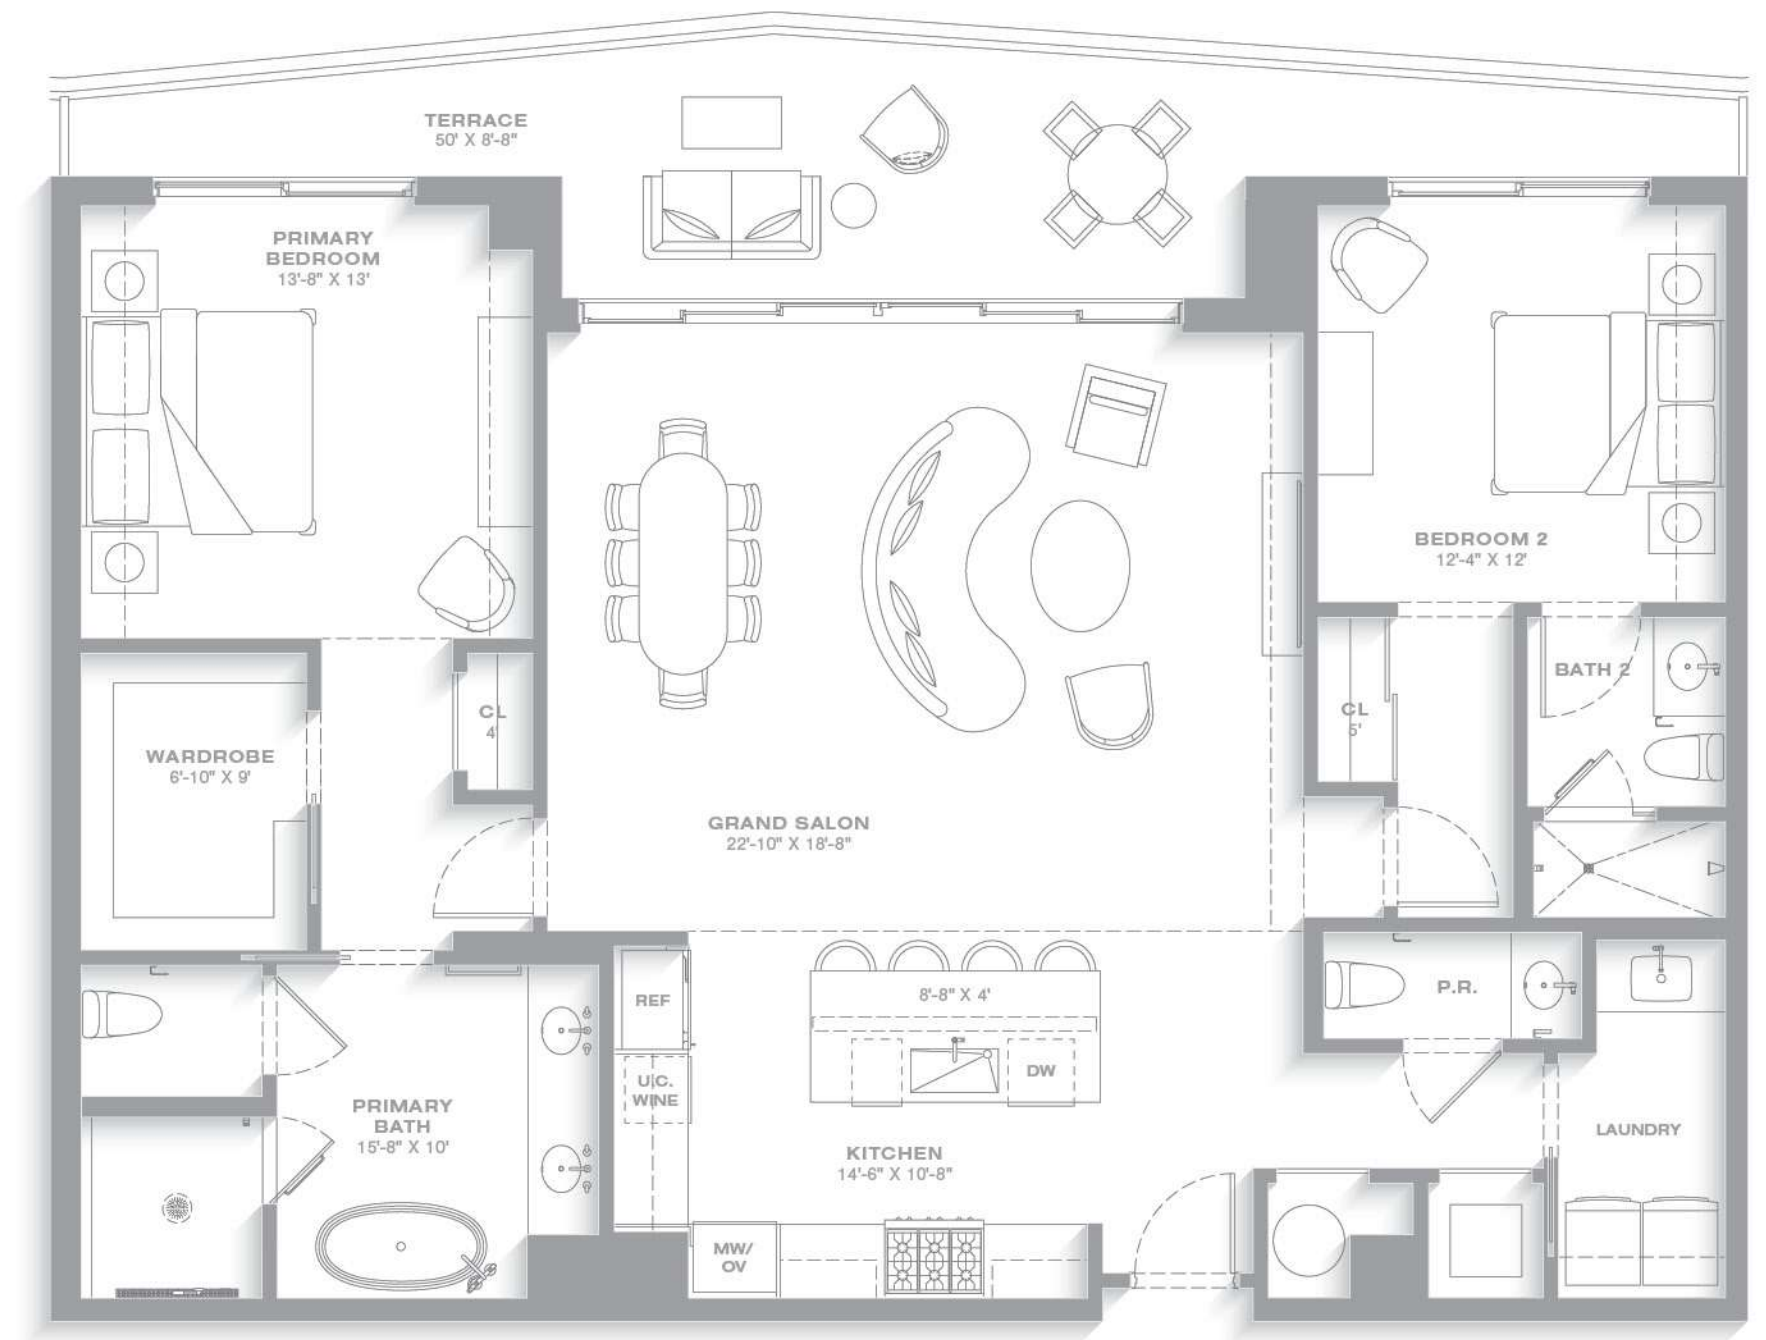 TERRACE
50' X 8'-8"
PRIMARY
BEDROOM
13'-8" X 13'
BEDROOM 2
12'-4" X 12'
BATH 2
CL
4'
CL
5'
WARDROBE
6'-10" X 9'
GRAND SALON
22'-10" X 18'-8"
REF
8'-8" X 4'
P.R.
U.C.
WINE
DW
PRIMARY
BATH
15'-8" X 10'
LAUNDRY
KITCHEN
14'-6" X 10'-8"
MW/
OV